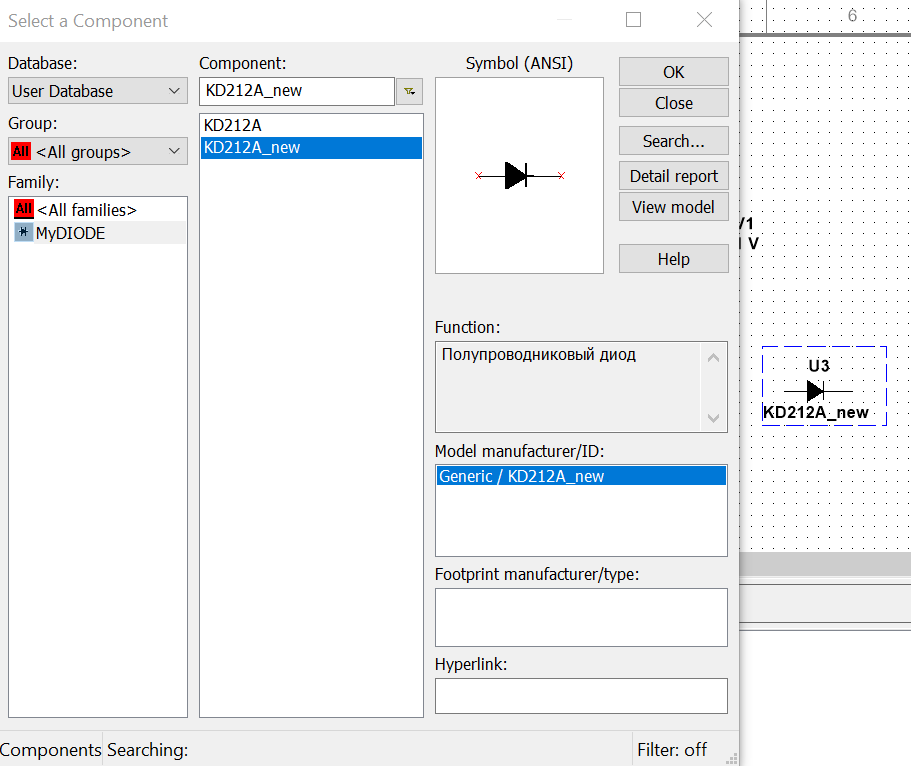 Select a Component
Database:
User Database
Group:
All <All groups>
Family:
All <All families>
MyDIODE
Component:
KD212A_new
KD212A
KD212A_new
Symbol (ANSI)
OK
Close
Search...
Detail report
View model
Help
Function:
Полупроводниковый диод
Model manufacturer/ID:
Generic / KD212A_new
Footprint manufacturer/type:
Hyperlink:
Components
Searching:
Filter: off
6
V1
V
U3
KD212A_new